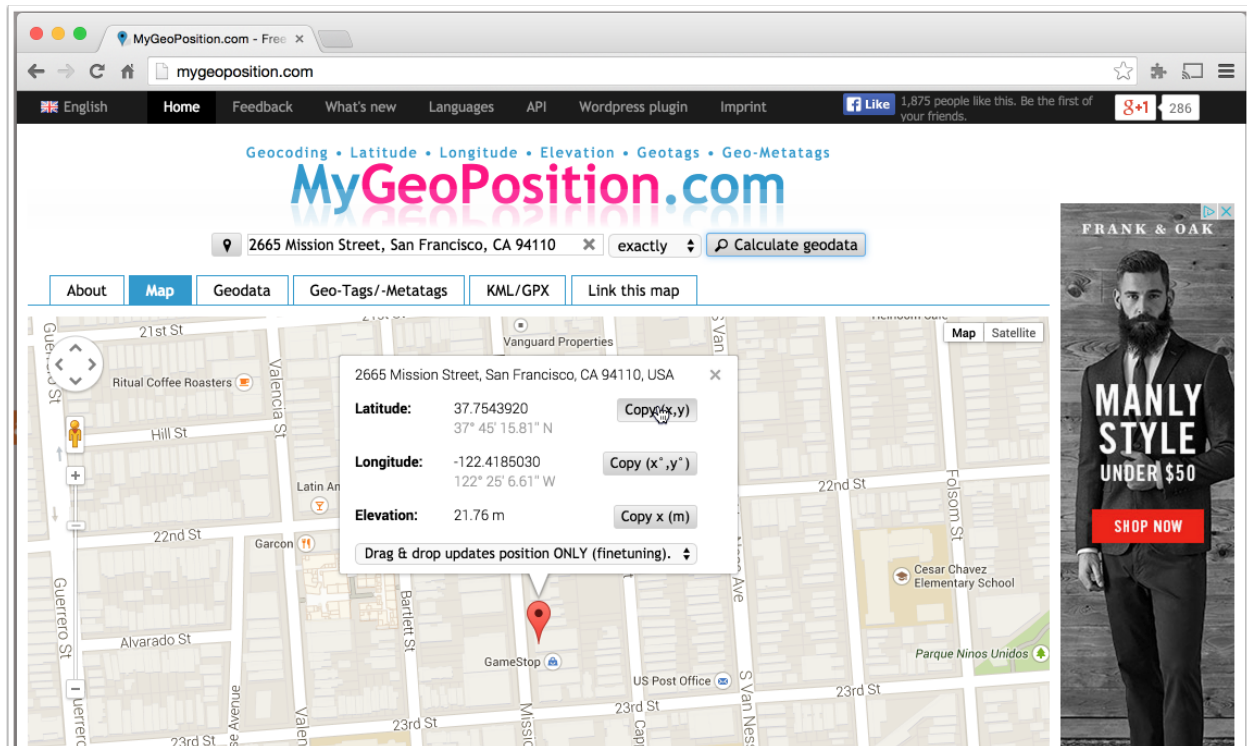 MyGeoPosition.com - Free
mygeoposition.com
English Home Feedback What's new Languages API Wordpress plugin Imprint
Like 1,875 people like this. Be the first of your friends.
g+1 286
Geocoding • Latitude • Longitude • Elevation • Geotags • Geo-Metatags
MyGeoPosition.com
2665 Mission Street, San Francisco, CA 94110 exactly Calculate geodata
About Map Geodata Geo-Tags/-Metatags KML/GPX Link this map
Map Satellite
21st St
Vanguard Properties
S Van
Guerrero St
Ritual Coffee Roasters
Valencia St
Hill St
2665 Mission Street, San Francisco, CA 94110, USA
Latitude: 37.7543920 Copy (x,y)
37° 45' 15.81" N
Longitude: -122.4185030 Copy (x°,y°)
122° 25' 6.61" W
Elevation: 21.76 m Copy x (m)
Drag & drop updates position ONLY (finetuning).
Latin
22nd St
Folsom St
22nd St
Garcon
Cesar Chavez
Elementary School
Ave
Guerrero St
Bartlett St
Alvarado St
GameStop
Parque Ninos Unidos
US Post Office
S Van Ness
23rd St
23rd St
23rd St
23rd St
FRANK & OAK
MANLY
STYLE
UNDER $50
SHOP NOW